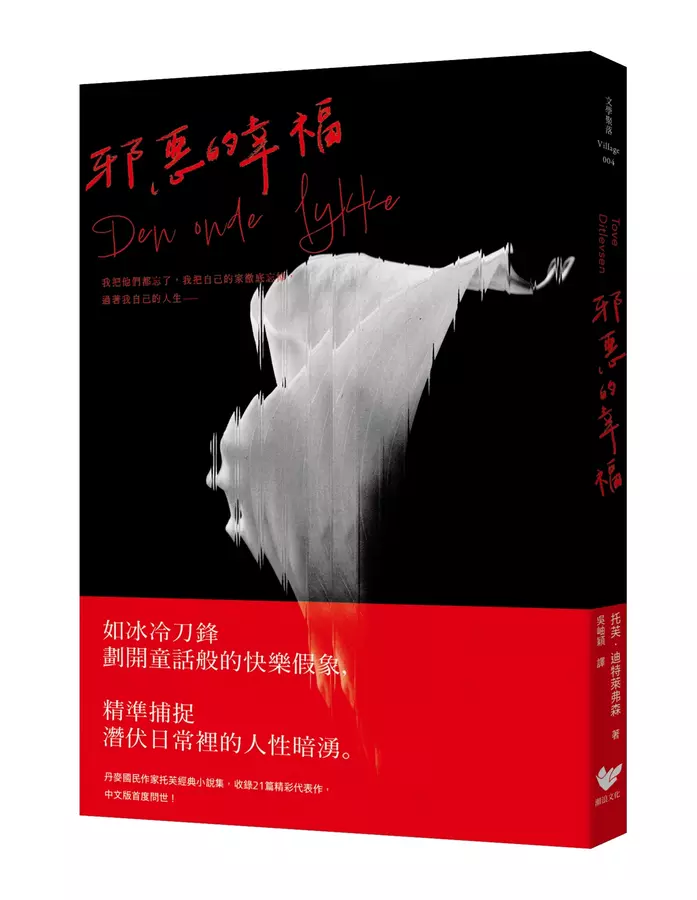 邪惡的幸福
Den onde lykke
我把他們都忘了，我把自己的家徹底忘掉，
過著我自己的人生——
如冰冷刀鋒
劃開童話般的快樂假象，
精準捕捉
潛伏日常裡的人性暗湧。
丹麥國民作家托芙經典小說集，收錄21篇精彩代表作，
中文版首度問世！
文學聚落
Village
004
Tove
Ditlevsen
邪惡的幸福
托芙．迪特萊弗森 著
吳岫穎 譯
潮浪文化